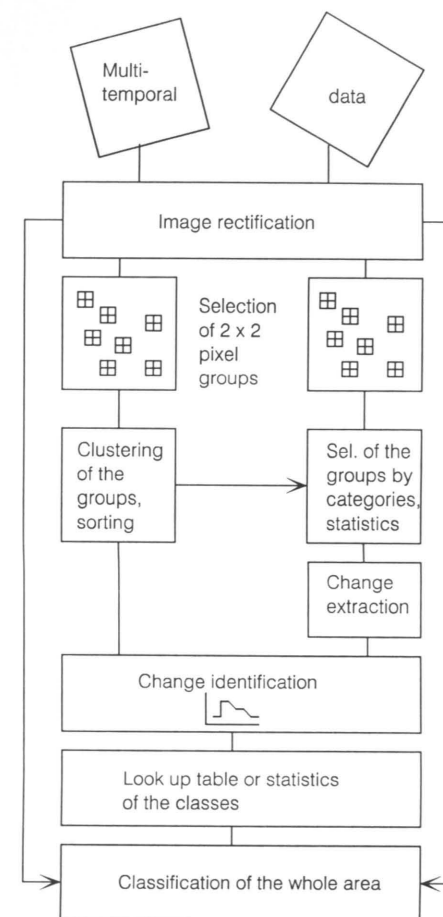 Multi-
temporal
data
Image rectification
Selection
of 2 x 2
pixel
groups
Clustering
of the
groups,
sorting
Sel. of the
groups by
categories,
statistics
Change
extraction
Change identification
Look up table or statistics
of the classes
Classification of the whole area